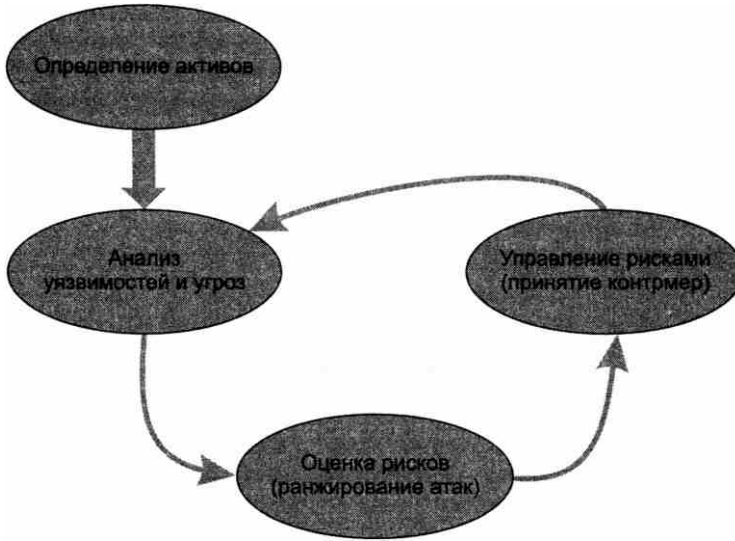 Определение активов
Анализ
уязвимостей и угроз
Управление рисками
(принятие контрмер)
Оценка рисков
(ранжирование атак)